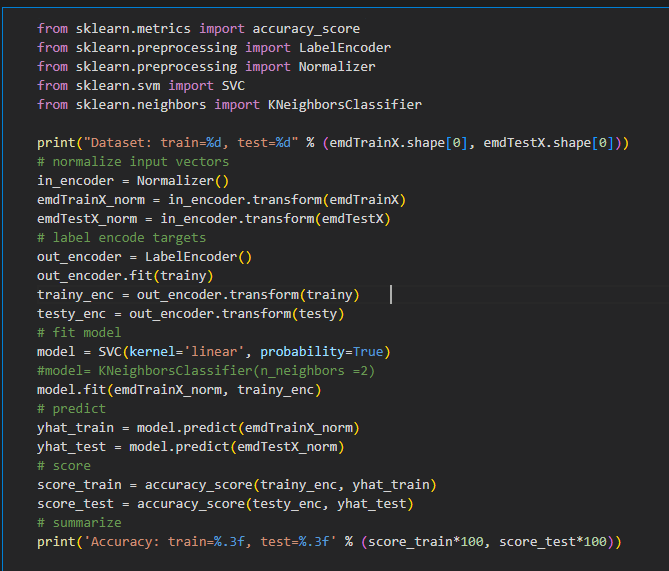 from sklearn.metrics import accuracy_score
from sklearn.preprocessing import LabelEncoder
from sklearn.preprocessing import Normalizer
from sklearn.svm import SVC
from sklearn.neighbors import KNeighborsClassifier
print("Dataset: train=%d, test=%d" % (emdTrainX.shape[0], emdTestX.shape[0]))
# normalize input vectors
in_encoder = Normalizer()
emdTrainX_norm = in_encoder.transform(emdTrainX)
emdTestX_norm = in_encoder.transform(emdTestX)
# label encode targets
out_encoder = LabelEncoder()
out_encoder.fit(trainy)
trainy_enc = out_encoder.transform(trainy)
testy_enc = out_encoder.transform(testy)
# fit model
model = SVC(kernel='linear', probability=True)
#model= KNeighborsClassifier(n_neighbors =2)
model.fit(emdTrainX_norm, trainy_enc)
# predict
yhat_train = model.predict(emdTrainX_norm)
yhat_test = model.predict(emdTestX_norm)
# score
score_train = accuracy_score(trainy_enc, yhat_train)
score_test = accuracy_score(testy_enc, yhat_test)
# summarize
print('Accuracy: train=%.3f, test=%.3f' % (score_train*100, score_test*100))